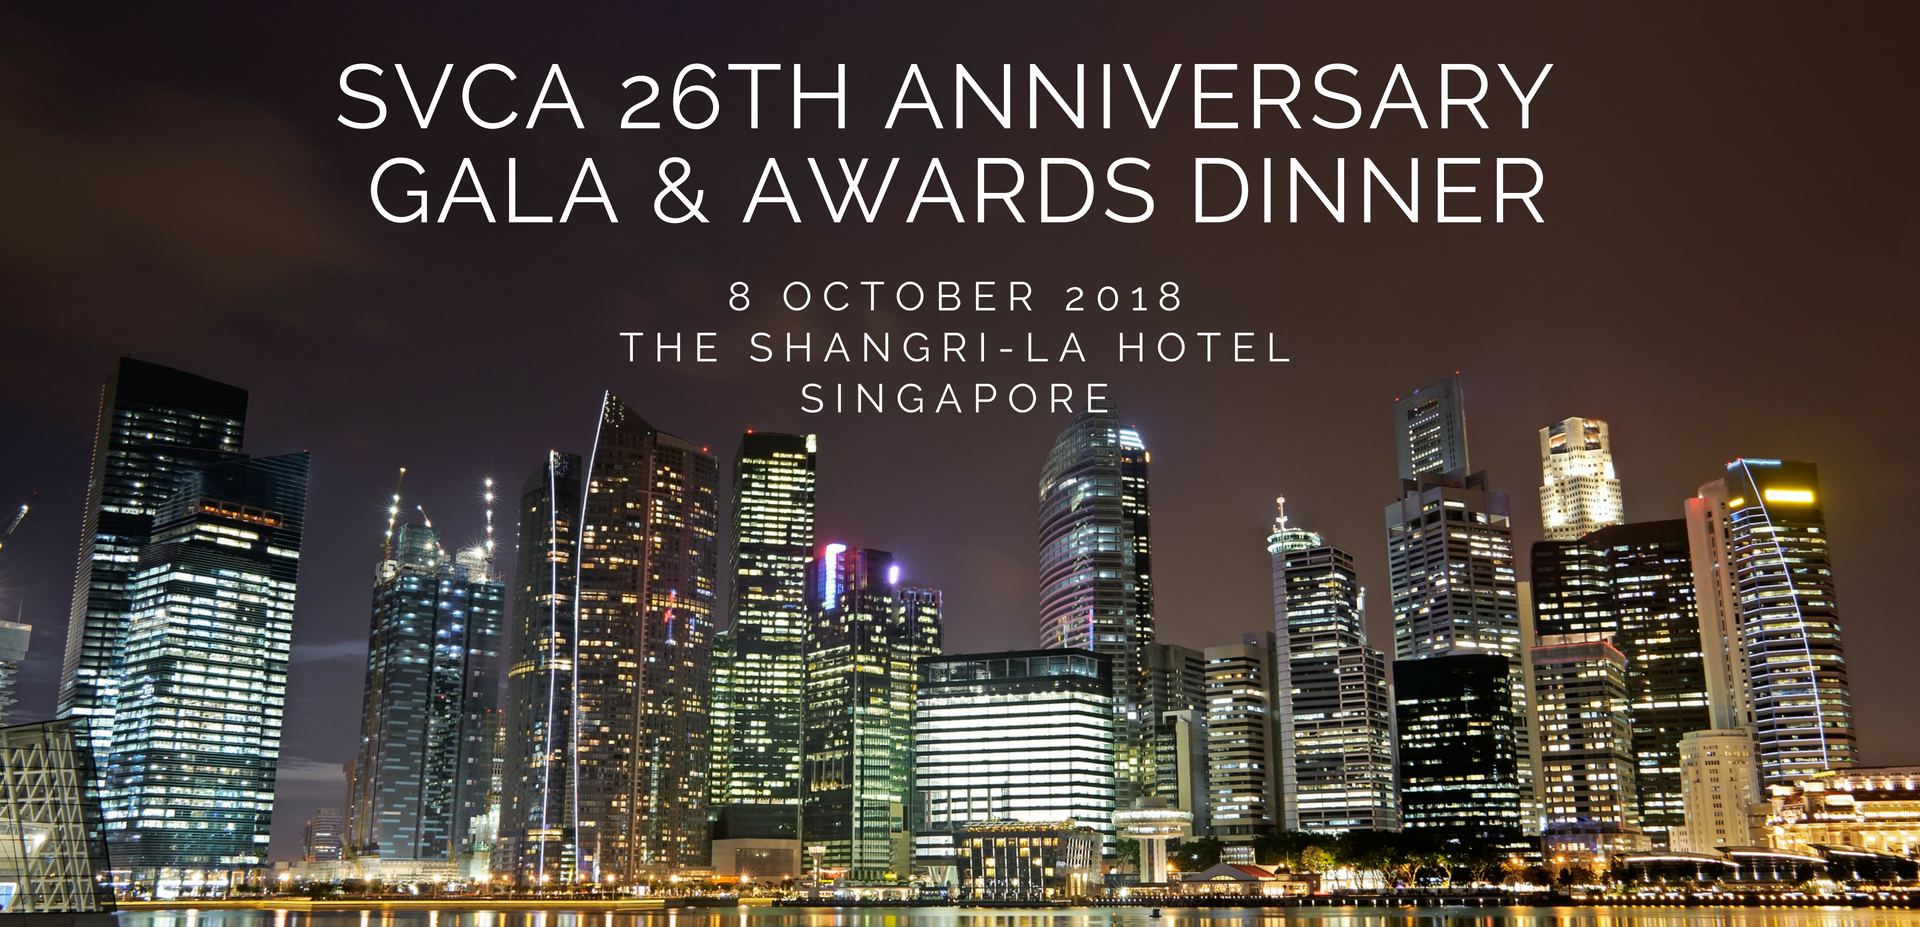 SVCA 26TH ANNIVERSARY
GALA & AWARDS DINNER
8 OCTOBER 2018
THE SHANGRI-LA HOTEL
SINGAPORE